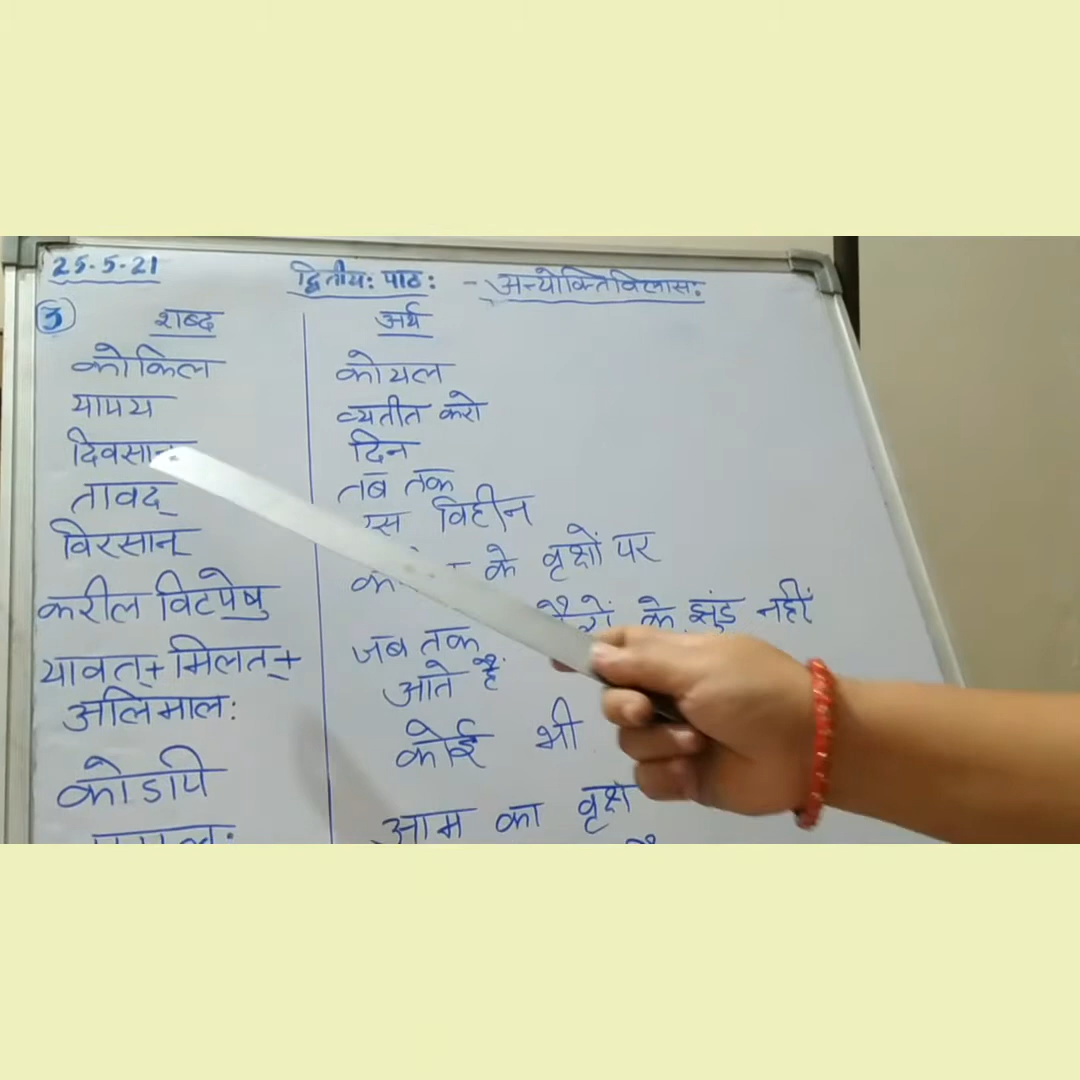 25.5.21
द्वितीय: पाठ: - अन्योक्तिविलास:
3 शब्द अर्थ
कोकिल कोयल
यापय व्यतीत करो
दिवसान् दिन
तावद् तब तक
विरसान् विहीन
करील विटपेषु के वृक्षों पर
यावत्+ मिलत्+ जब तक के झुंड नहीं
अलिमाल: आते हैं
कोऽपि कोई भी
आम का वृक्ष